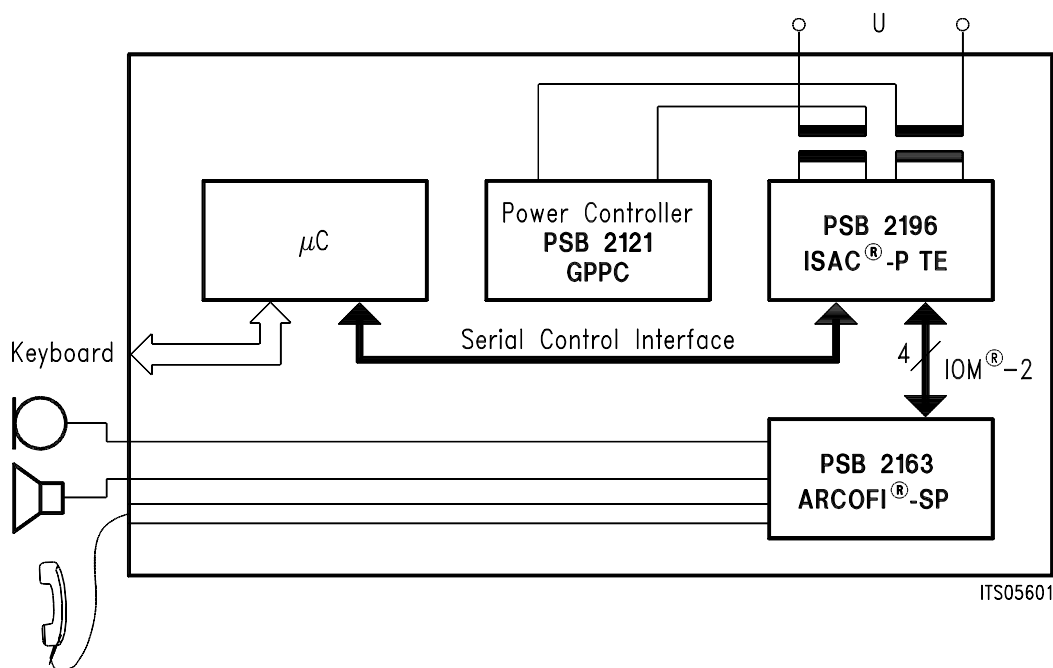 U
μC
Power Controller
PSB 2121
GPPC
PSB 2196
ISAC®-P TE
Keyboard
Serial Control Interface
4
IOM®-2
PSB 2163
ARCOFI®-SP
ITS05601